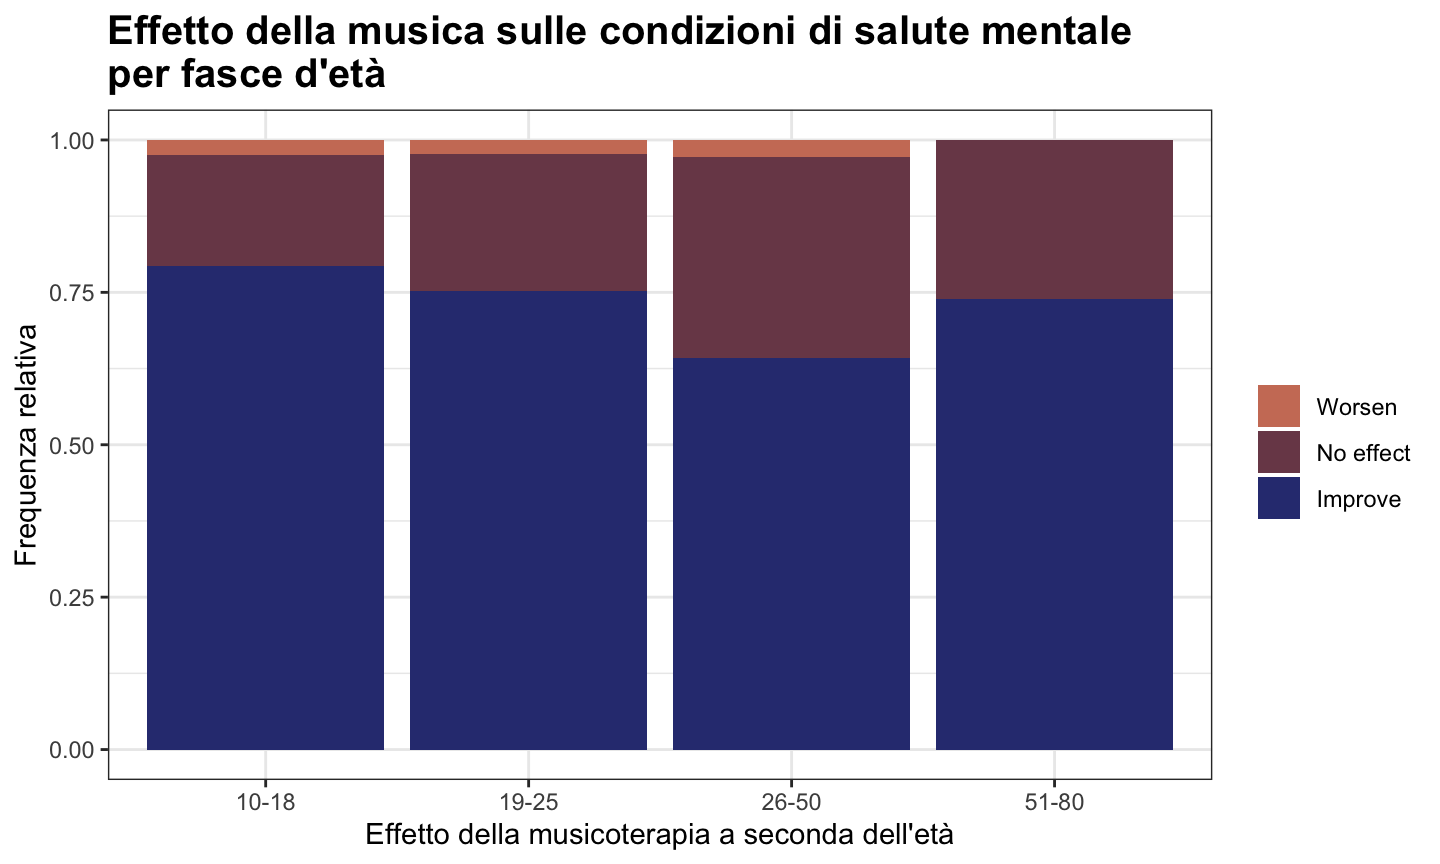 Effetto della musica sulle condizioni di salute mentale
per fasce d'età
Frequenza relativa
1.00
0.75
0.50
0.25
0.00
10-18
19-25
26-50
51-80
Effetto della musicoterapia a seconda dell'età
Worsen
No effect
Improve